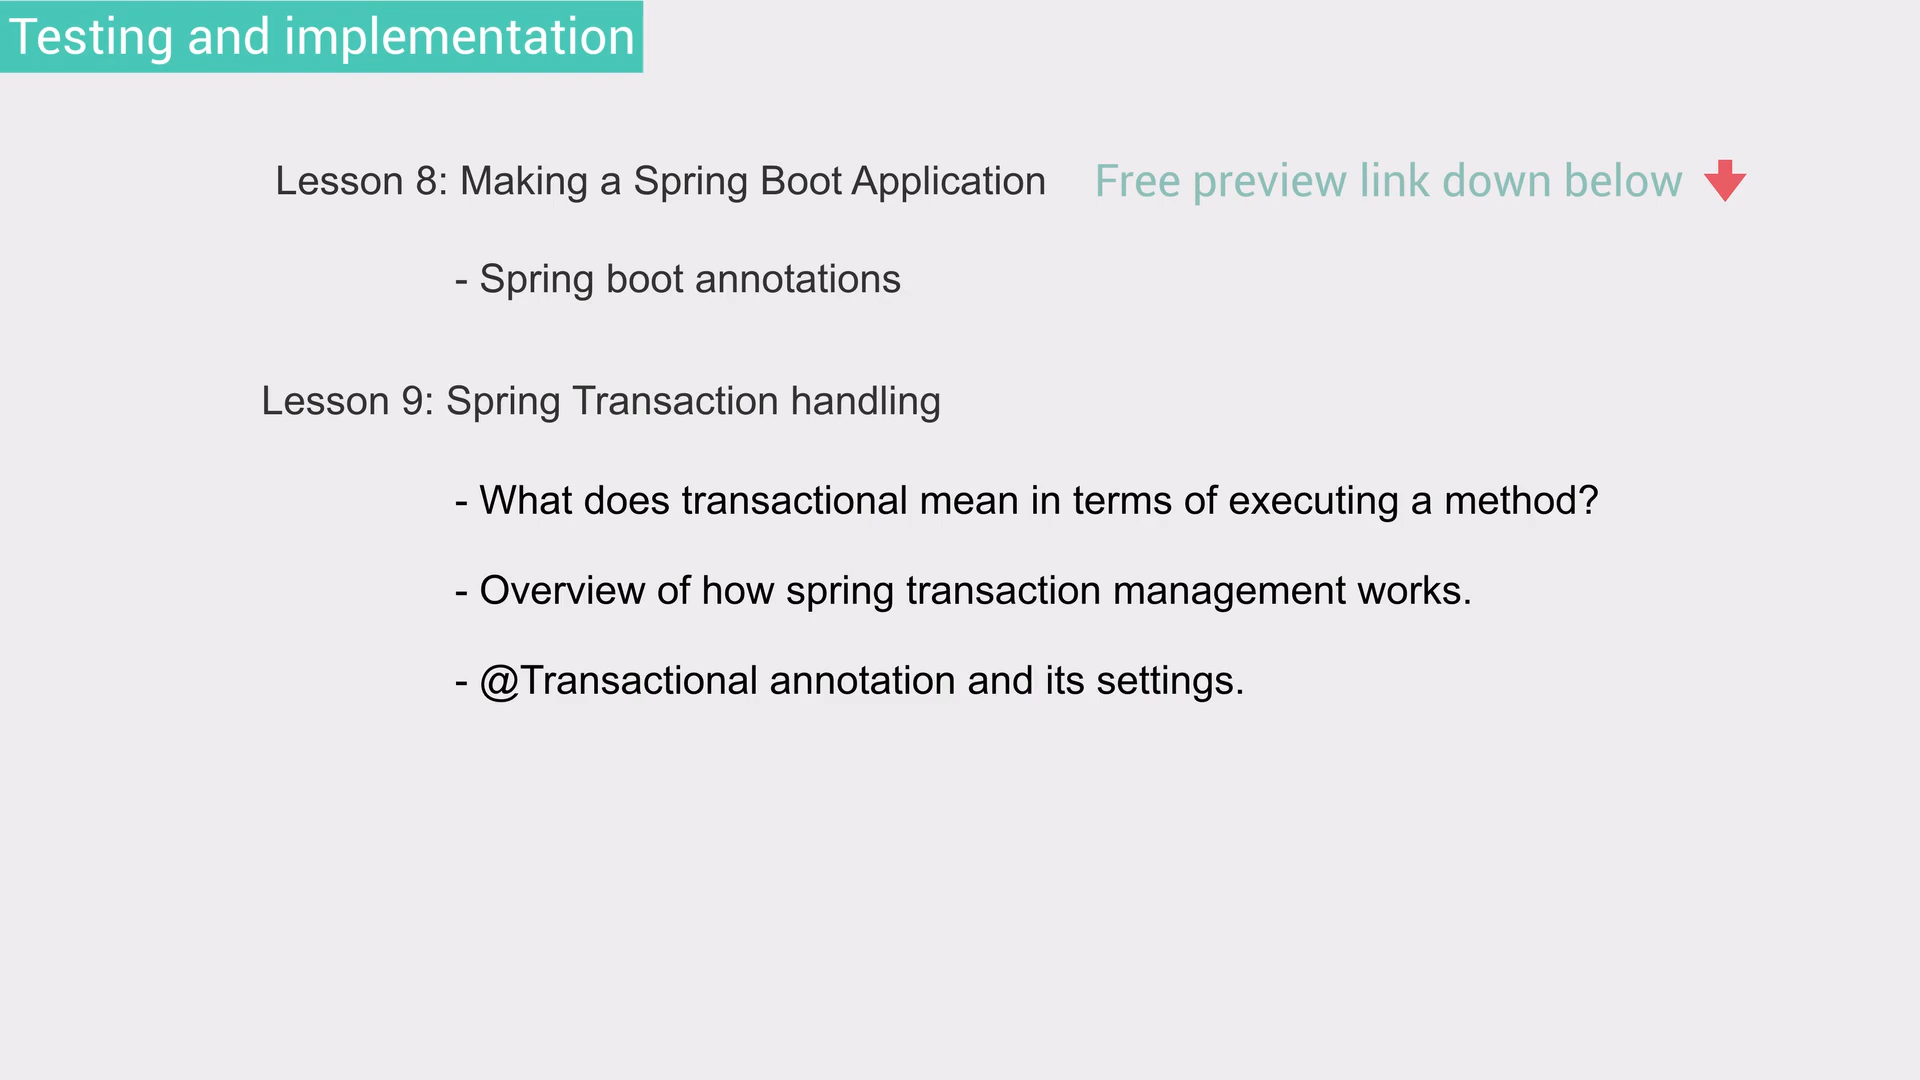 Testing and implementation
Lesson 8: Making a Spring Boot Application Free preview link down below
- Spring boot annotations
Lesson 9: Spring Transaction handling
- What does transactional mean in terms of executing a method?
- Overview of how spring transaction management works.
- @Transactional annotation and its settings.